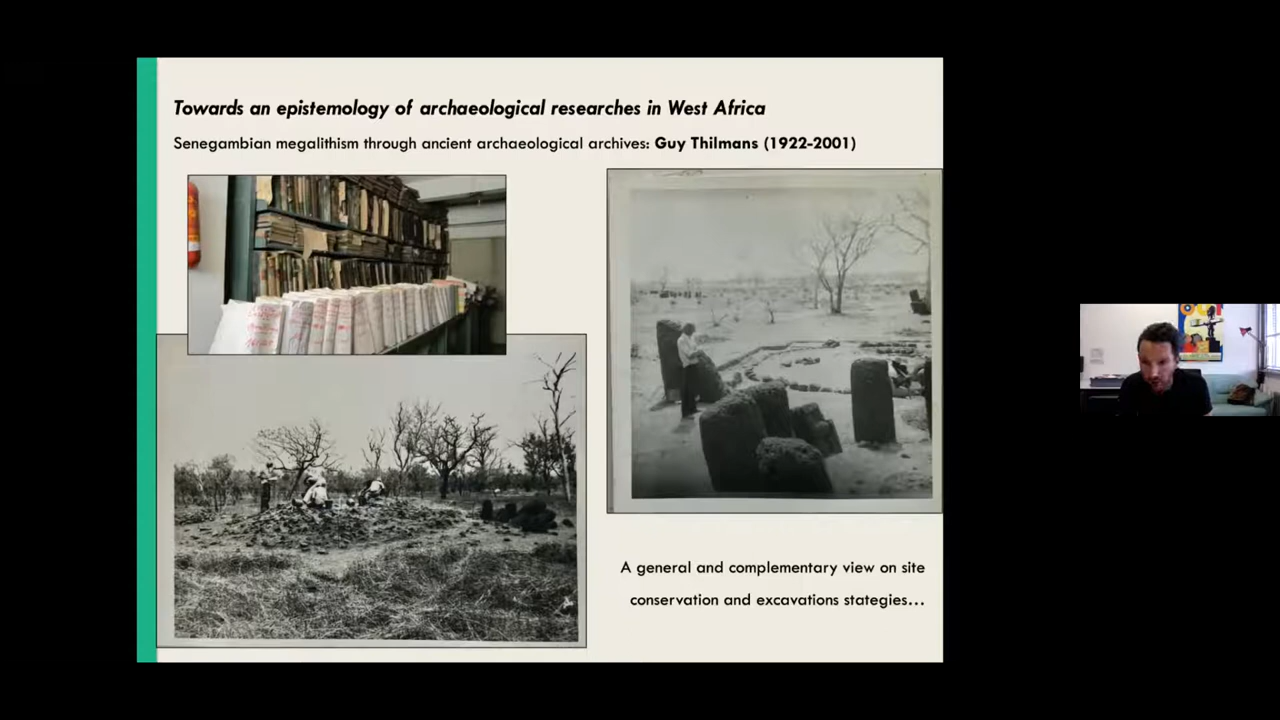 Towards an epistemology of archaeological researches in West Africa
Senegambian megalithism through ancient archaeological archives: Guy Thilmans (1922-2001)
A general and complementary view on site
conservation and excavations stategies…